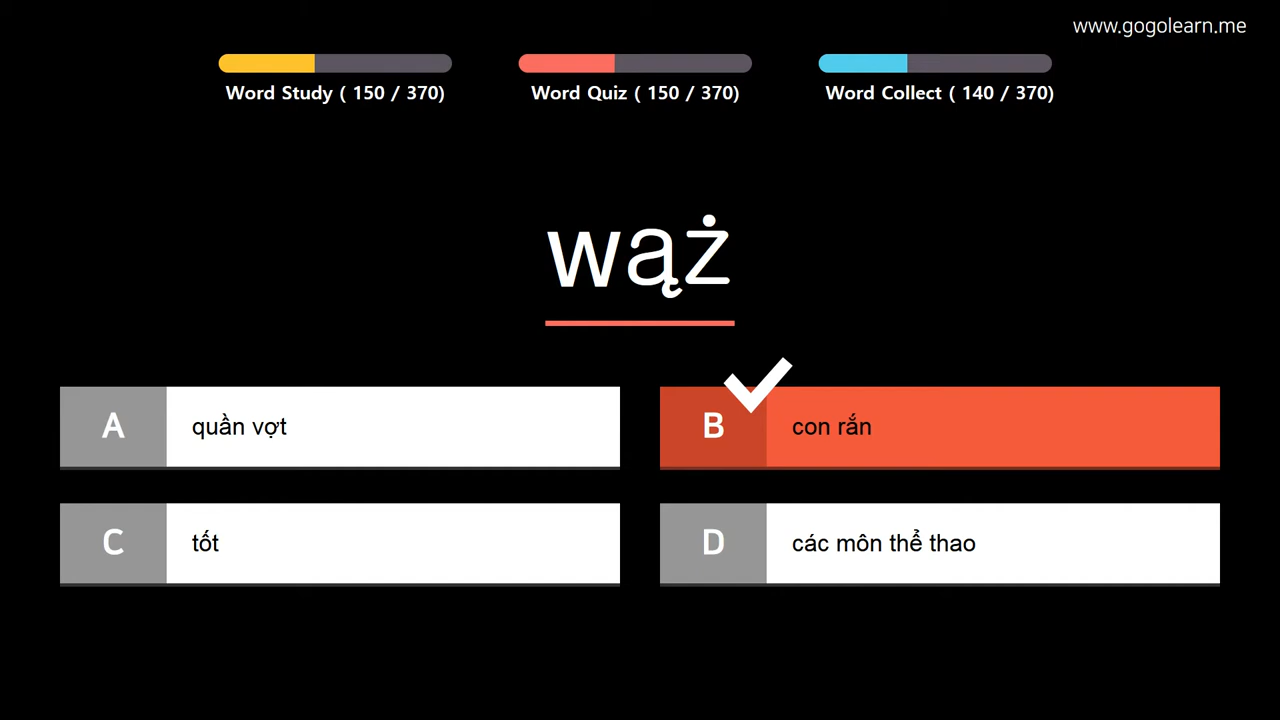 www.gogolearn.me
Word Study ( 150 / 370)
Word Quiz ( 150 / 370)
Word Collect ( 140 / 370)
wąż
A quần vợt
B con rắn
C tốt
D các môn thể thao